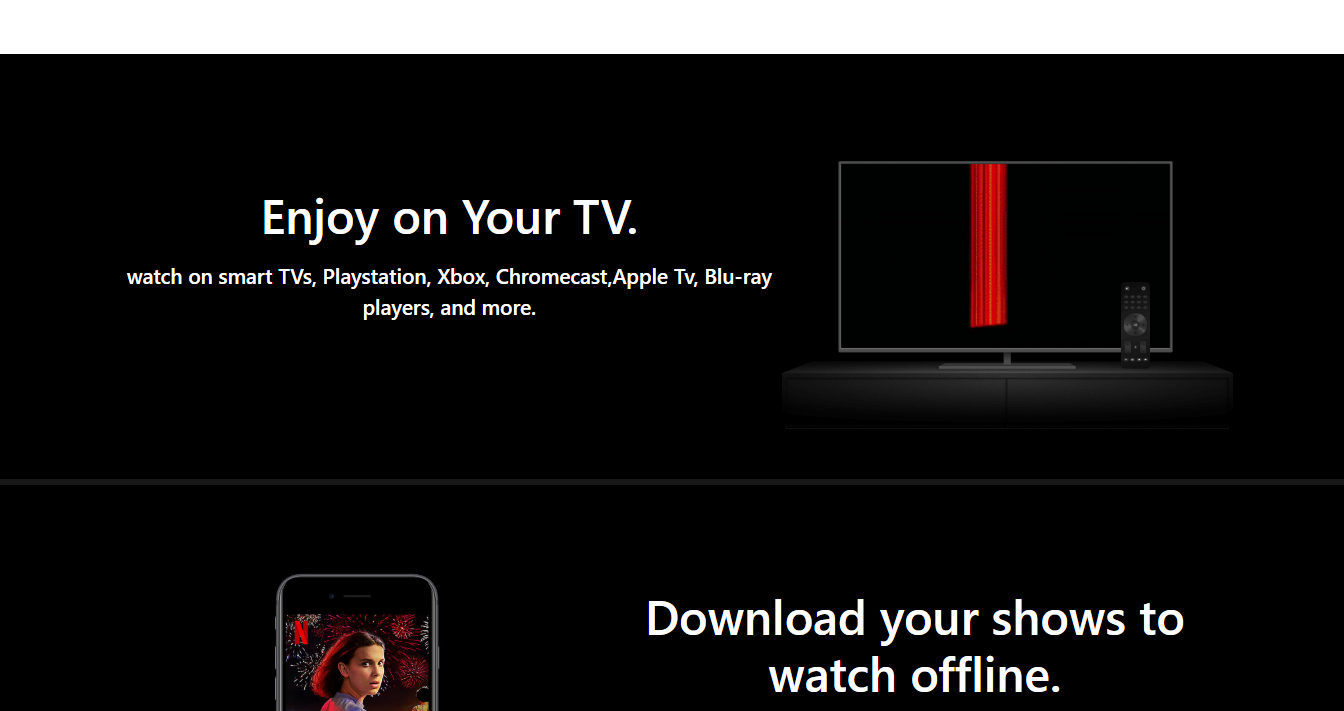 Enjoy on Your TV.
watch on smart TVs, Playstation, Xbox, Chromecast,Apple Tv, Blu-ray
players, and more.
N
Download your shows to
watch offline.